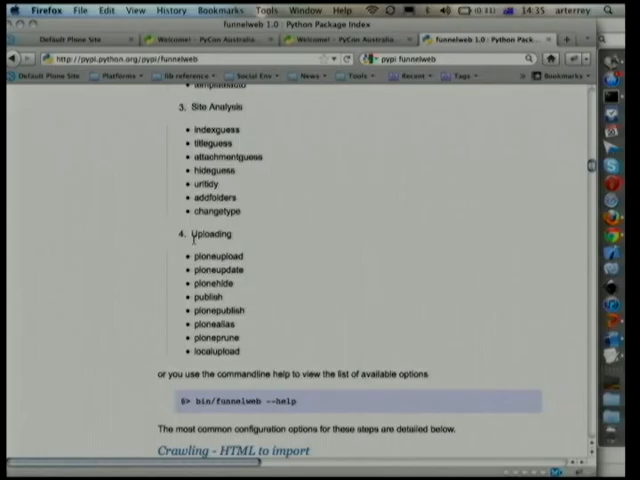 Firefox File Edit View History Bookmarks Tools Window Help 14:35 arterrey
funnelweb 1.0 : Python Package Index
Default Plone Site Welcome! - PyCon Australia... Welcome! - PyCon Australia... funnelweb 1.0 : Python Pack...
http://pypi.python.org/pypi/funnelweb pypi funnelweb
Default Plone Site Platforms lib reference Social Env News Tools Recent Tags Bookmarks
3. Site Analysis
indexguess
titleguess
attachmentguess
hideguess
urltidy
addfolders
changetype
4. Uploading
ploneupload
ploneupdate
plonehide
publish
plonepublish
plonealias
ploneprune
localupload
or you use the commandline help to view the list of available options
$> bin/funnelweb --help
The most common configuration options for these steps are detailed below.
Crawling - HTML to import